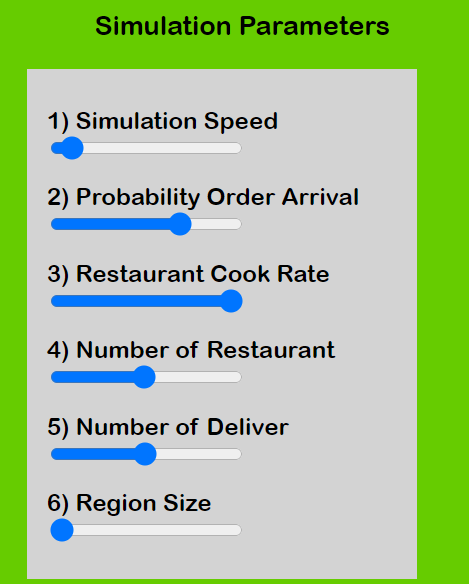 Simulation Parameters
1) Simulation Speed
2) Probability Order Arrival
3) Restaurant Cook Rate
4) Number of Restaurant
5) Number of Deliver
6) Region Size